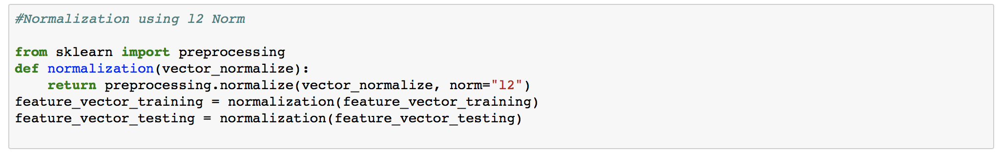 #Normalization using l2 Norm
from sklearn import preprocessing
def normalization(vector_normalize):
    return preprocessing.normalize(vector_normalize, norm="l2")
feature_vector_training = normalization(feature_vector_training)
feature_vector_testing = normalization(feature_vector_testing)